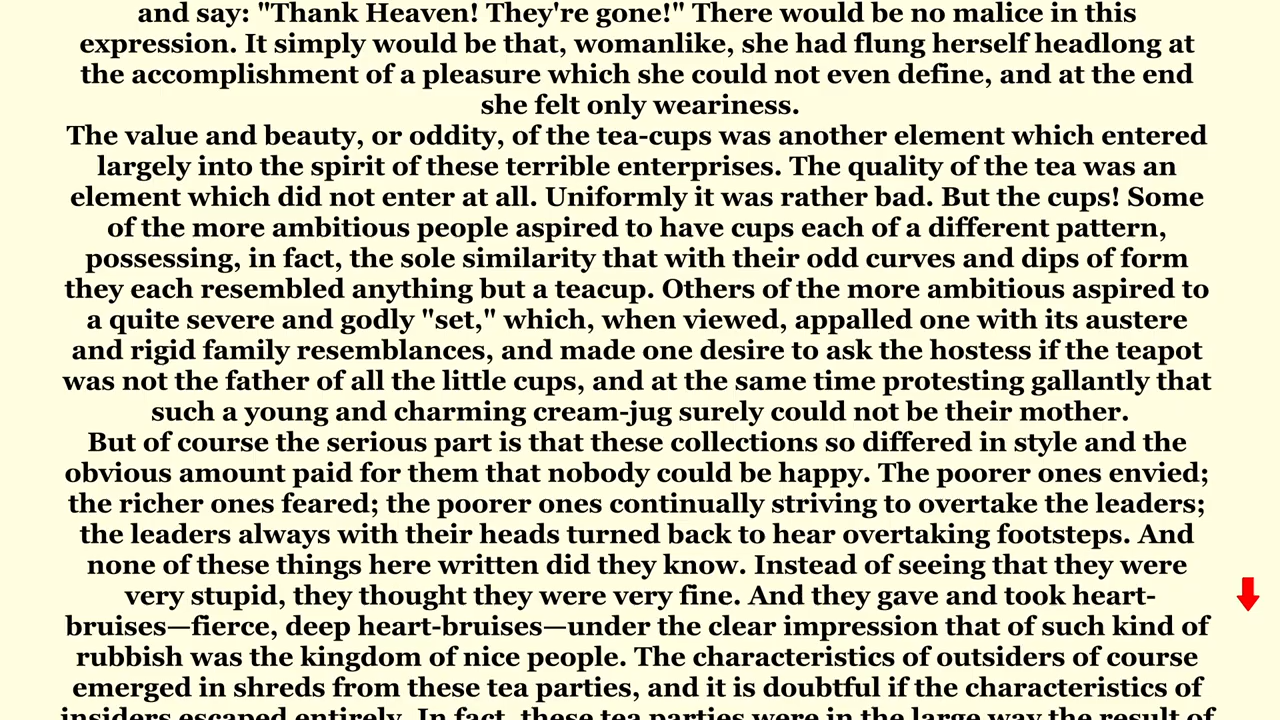 and say: "Thank Heaven! They're gone!" There would be no malice in this
expression. It simply would be that, womanlike, she had flung herself headlong at
the accomplishment of a pleasure which she could not even define, and at the end
she felt only weariness.
The value and beauty, or oddity, of the tea-cups was another element which entered
largely into the spirit of these terrible enterprises. The quality of the tea was an
element which did not enter at all. Uniformly it was rather bad. But the cups! Some
of the more ambitious people aspired to have cups each of a different pattern,
possessing, in fact, the sole similarity that with their odd curves and dips of form
they each resembled anything but a teacup. Others of the more ambitious aspired to
a quite severe and godly "set," which, when viewed, appalled one with its austere
and rigid family resemblances, and made one desire to ask the hostess if the teapot
was not the father of all the little cups, and at the same time protesting gallantly that
such a young and charming cream-jug surely could not be their mother.
But of course the serious part is that these collections so differed in style and the
obvious amount paid for them that nobody could be happy. The poorer ones envied;
the richer ones feared; the poorer ones continually striving to overtake the leaders;
the leaders always with their heads turned back to hear overtaking footsteps. And
none of these things here written did they know. Instead of seeing that they were
very stupid, they thought they were very fine. And they gave and took heart-
bruises—fierce, deep heart-bruises—under the clear impression that of such kind of
rubbish was the kingdom of nice people. The characteristics of outsiders of course
emerged in shreds from these tea parties, and it is doubtful if the characteristics of
insiders escaped entirely. In fact, these tea parties were in the large way the result of